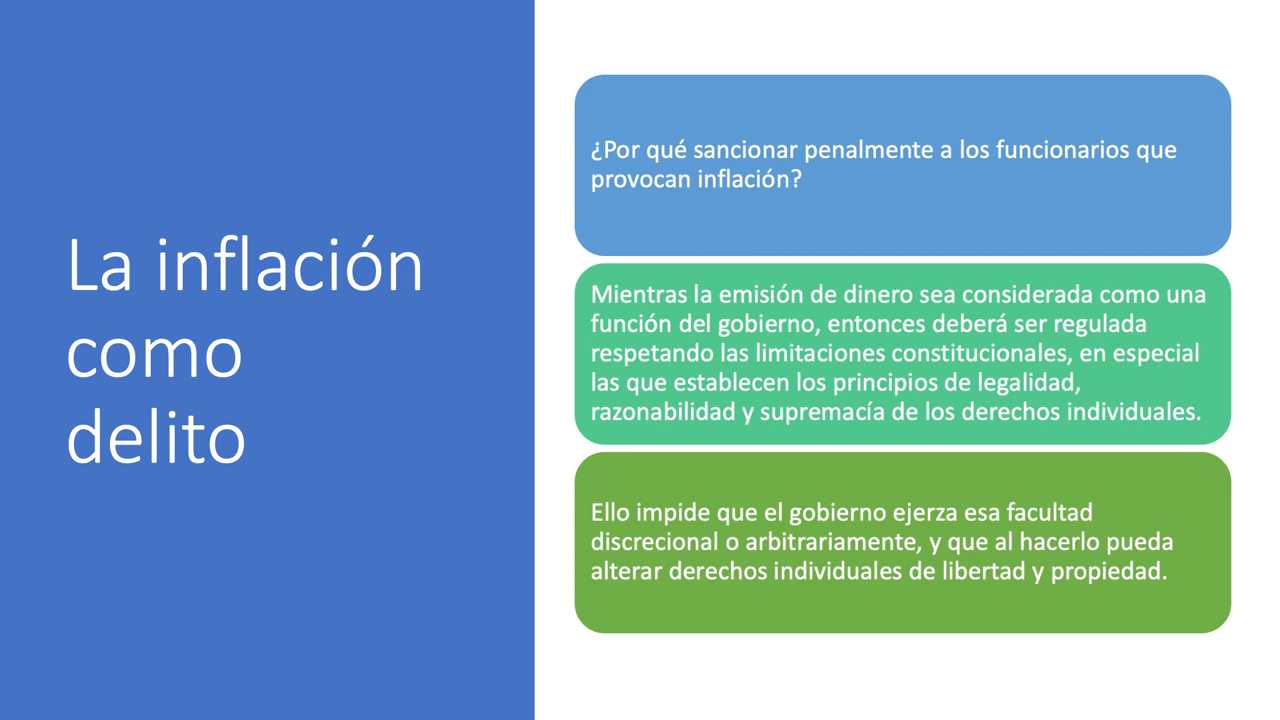 La inflación
como
delito
¿Por qué sancionar penalmente a los funcionarios que
provocan inflación?
Mientras la emisión de dinero sea considerada como una
función del gobierno, entonces deberá ser regulada
respetando las limitaciones constitucionales, en especial
las que establecen los principios de legalidad,
razonabilidad y supremacía de los derechos individuales.
Ello impide que el gobierno ejerza esa facultad
discrecional o arbitrariamente, y que al hacerlo pueda
alterar derechos individuales de libertad y propiedad.